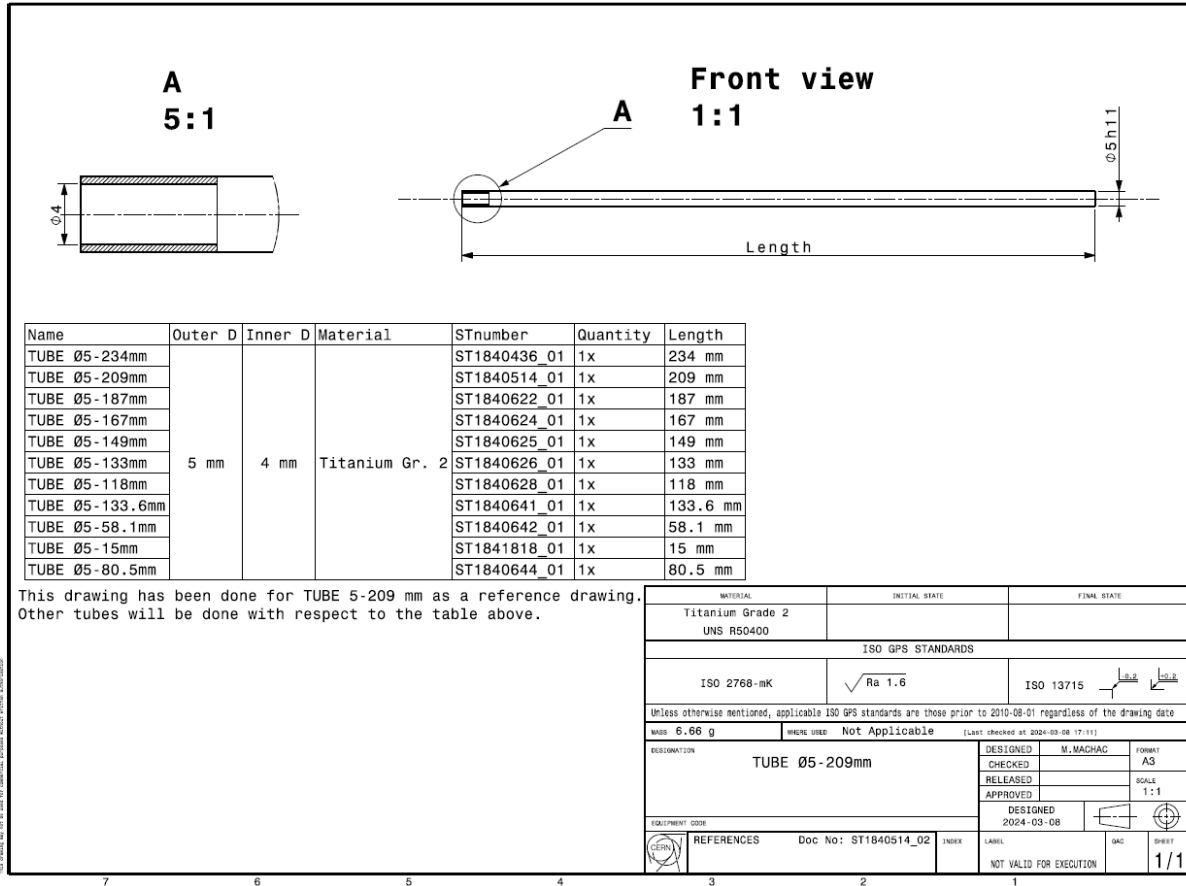 A
5:1
Front view
1:1
A
Ø5h11
Ø4
Length
Name Outer D Inner D Material STnumber Quantity Length
TUBE Ø5-234mm ST1840436_01 1x 234 mm
TUBE Ø5-209mm ST1840514_01 1x 209 mm
TUBE Ø5-187mm ST1840622_01 1x 187 mm
TUBE Ø5-167mm ST1840624_01 1x 167 mm
TUBE Ø5-149mm ST1840625_01 1x 149 mm
TUBE Ø5-133mm 5 mm 4 mm Titanium Gr. 2 ST1840626_01 1x 133 mm
TUBE Ø5-118mm ST1840628_01 1x 118 mm
TUBE Ø5-133.6mm ST1840641_01 1x 133.6 mm
TUBE Ø5-58.1mm ST1840642_01 1x 58.1 mm
TUBE Ø5-15mm ST1841818_01 1x 15 mm
TUBE Ø5-80.5mm ST1840644_01 1x 80.5 mm
This drawing has been done for TUBE 5-209 mm as a reference drawing.
Other tubes will be done with respect to the table above.
MATERIAL INITIAL STATE FINAL STATE
Titanium Grade 2
UNS R50400
ISO GPS STANDARDS
ISO 2768-mK Ra 1.6 ISO 13715 -0.2 +0.2
Unless otherwise mentioned, applicable ISO GPS standards are those prior to 2010-08-01 regardless of the drawing date
MASS 6.66 g WHERE USED Not Applicable [Last checked at 2024-03-08 17:11]
DESIGNATION
TUBE Ø5-209mm
DESIGNED M.MACHAC
CHECKED
RELEASED
APPROVED
FORMAT
A3
SCALE
1:1
DESIGNED
2024-03-08
EQUIPMENT CODE
CERN
REFERENCES Doc No: ST1840514_02
INDEX
LABEL
NOT VALID FOR EXECUTION
QAC
SHEET
1/1
7 6 5 4 3 2 1